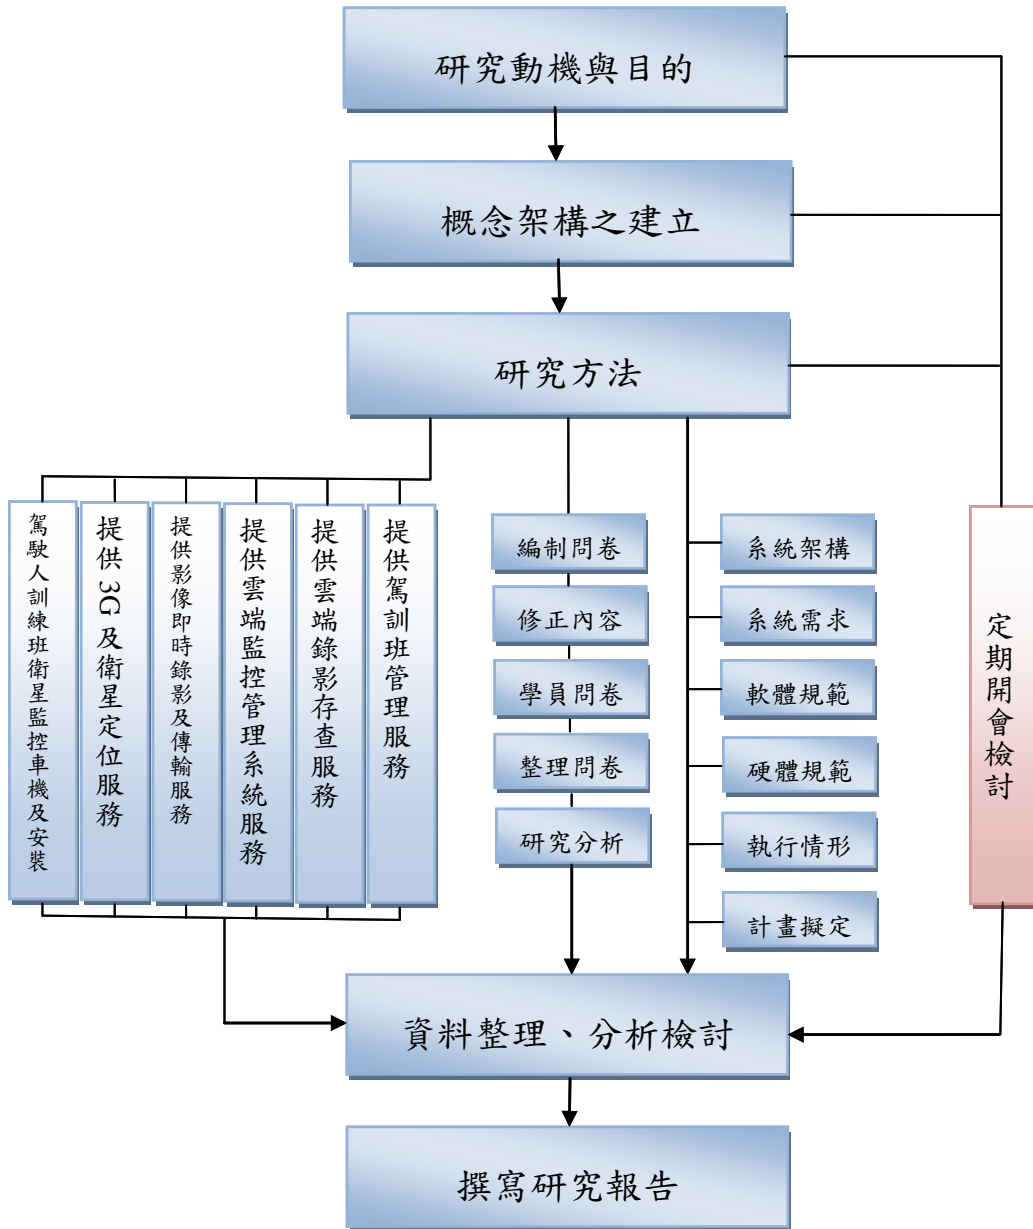 研究動機與目的
概念架構之建立
研究方法
駕駛人訓練班衛星監控車機及安裝
提供 3G 及衛星定位服務
提供影像即時錄影及傳輸服務
提供雲端監控管理系統服務
提供雲端錄影存查服務
提供駕訓班管理服務
編制問卷
修正內容
學員問卷
整理問卷
研究分析
系統架構
系統需求
軟體規範
硬體規範
執行情形
計畫擬定
定期開會檢討
資料整理、分析檢討
撰寫研究報告